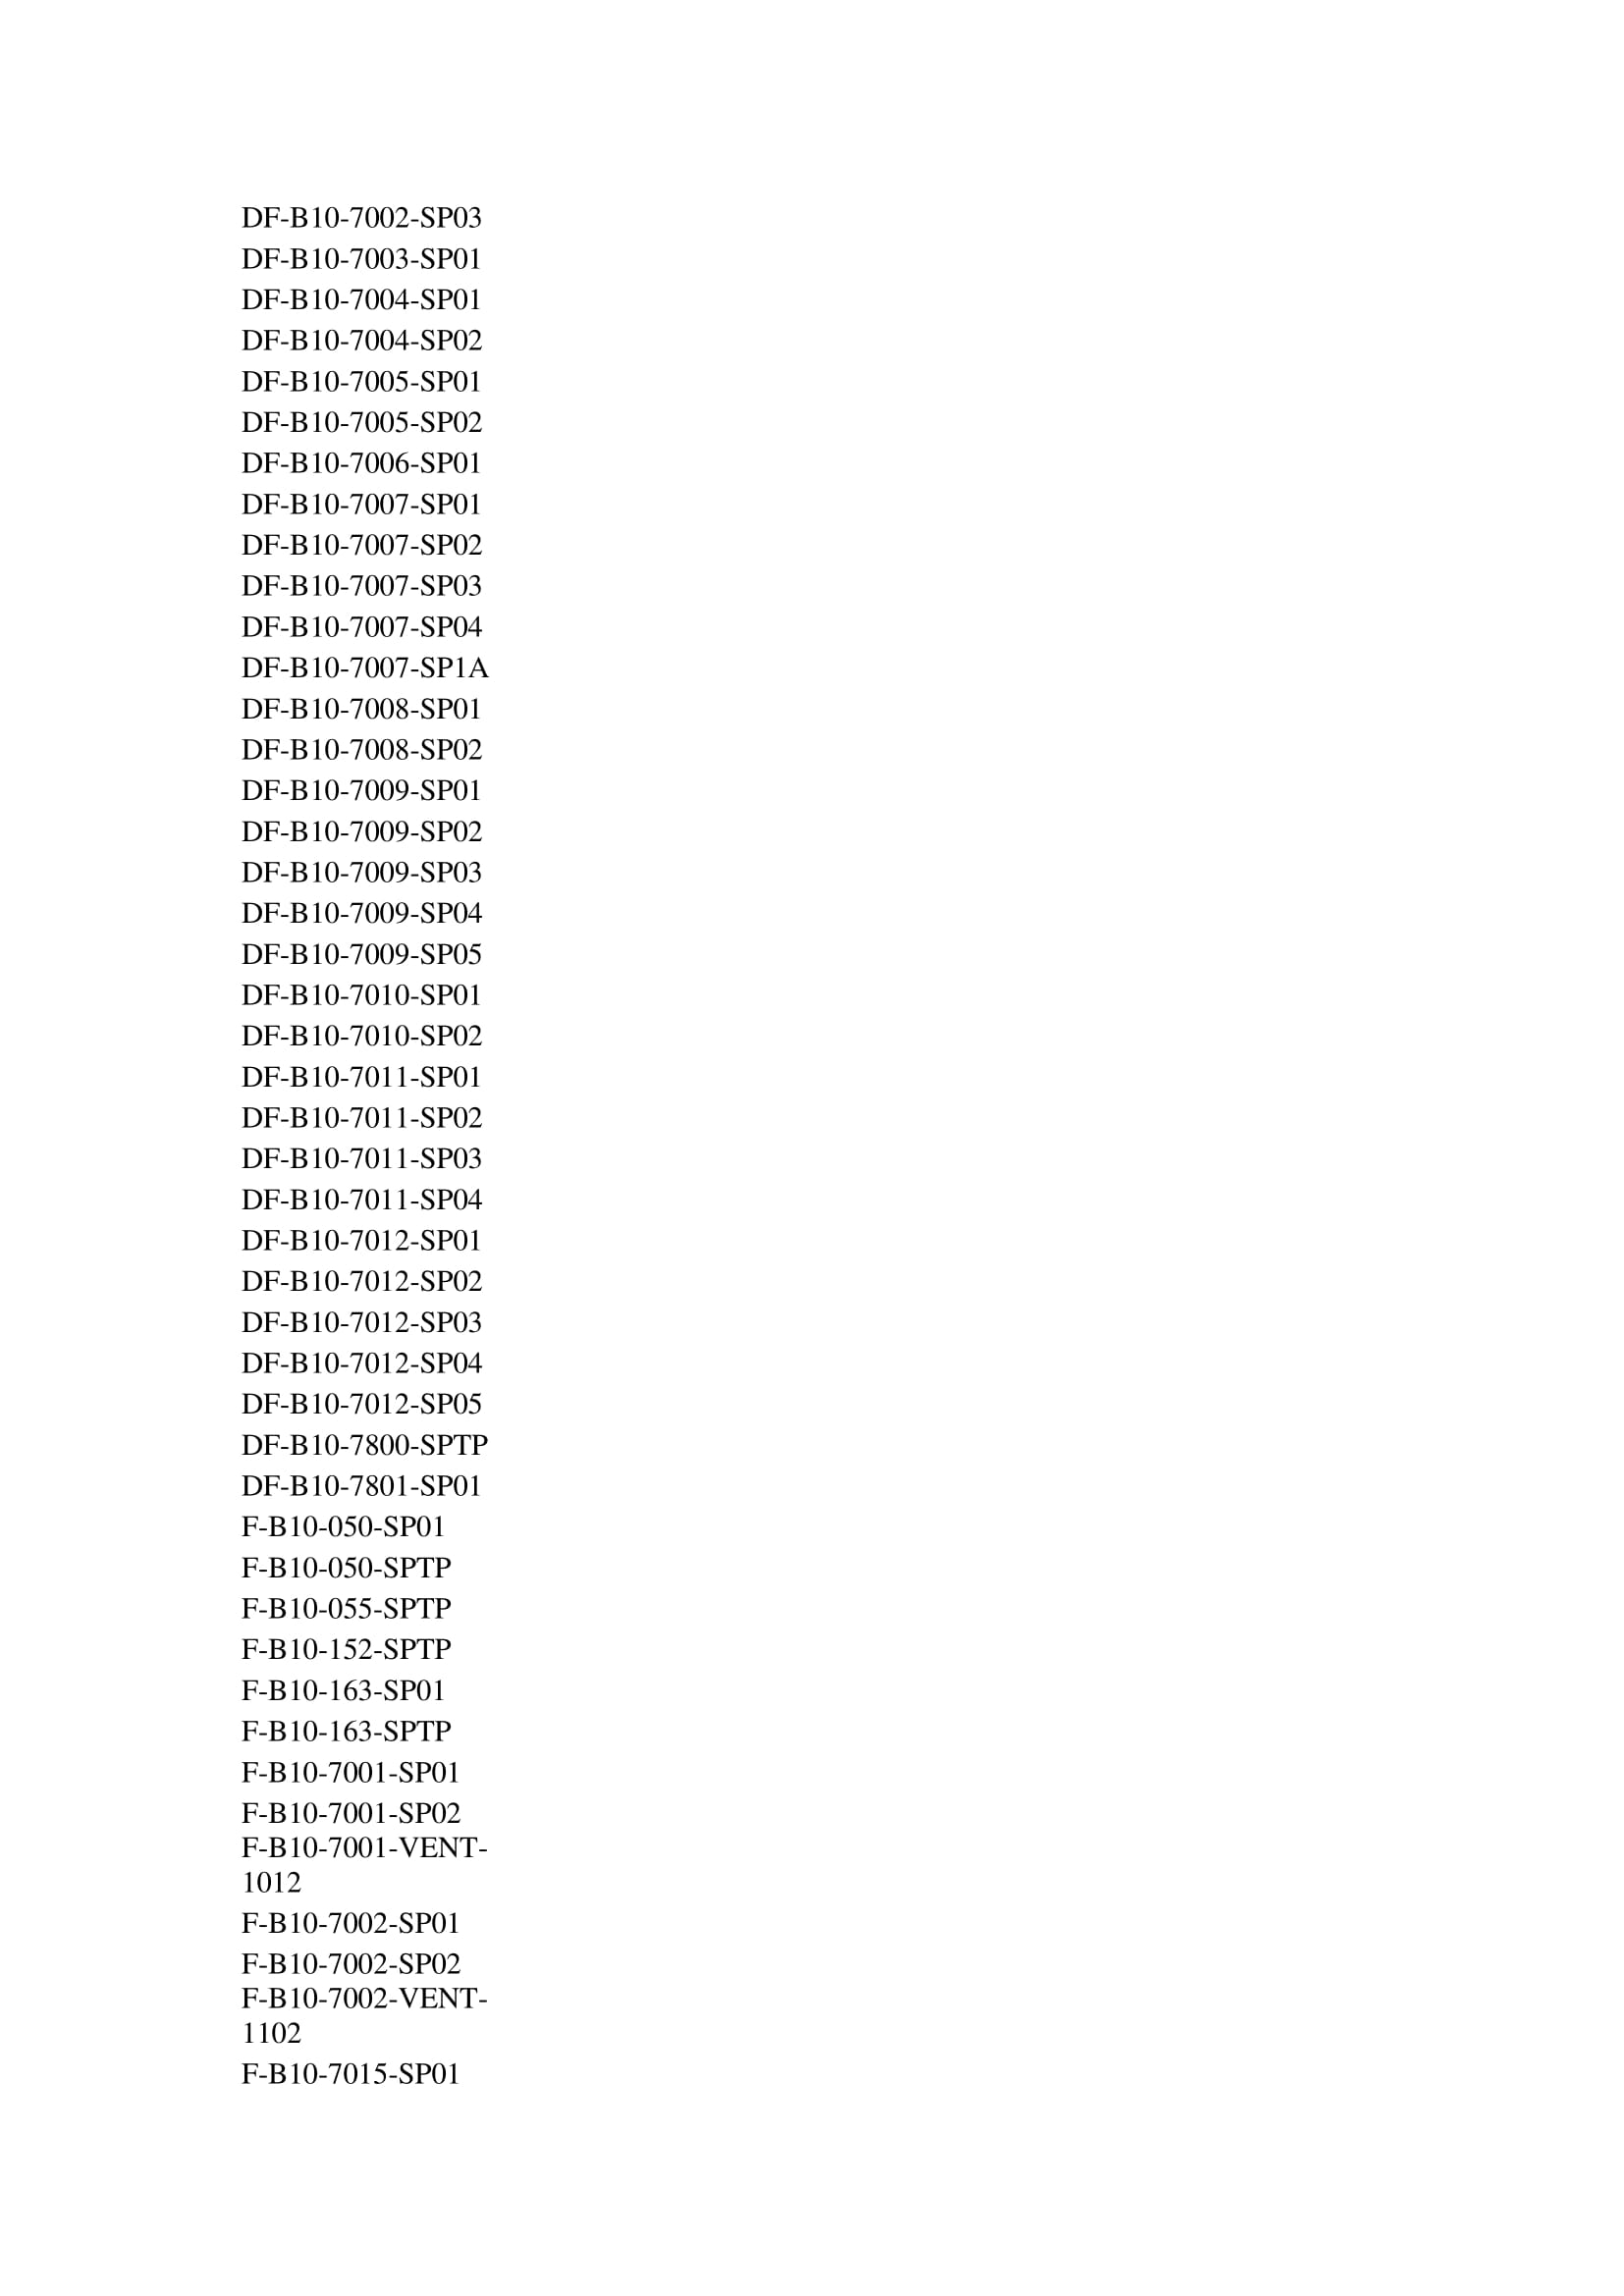 DF-B10-7002-SP03
DF-B10-7003-SP01
DF-B10-7004-SP01
DF-B10-7004-SP02
DF-B10-7005-SP01
DF-B10-7005-SP02
DF-B10-7006-SP01
DF-B10-7007-SP01
DF-B10-7007-SP02
DF-B10-7007-SP03
DF-B10-7007-SP04
DF-B10-7007-SP1A
DF-B10-7008-SP01
DF-B10-7008-SP02
DF-B10-7009-SP01
DF-B10-7009-SP02
DF-B10-7009-SP03
DF-B10-7009-SP04
DF-B10-7009-SP05
DF-B10-7010-SP01
DF-B10-7010-SP02
DF-B10-7011-SP01
DF-B10-7011-SP02
DF-B10-7011-SP03
DF-B10-7011-SP04
DF-B10-7012-SP01
DF-B10-7012-SP02
DF-B10-7012-SP03
DF-B10-7012-SP04
DF-B10-7012-SP05
DF-B10-7800-SPTP
DF-B10-7801-SP01
F-B10-050-SP01
F-B10-050-SPTP
F-B10-055-SPTP
F-B10-152-SPTP
F-B10-163-SP01
F-B10-163-SPTP
F-B10-7001-SP01
F-B10-7001-SP02
F-B10-7001-VENT-
1012
F-B10-7002-SP01
F-B10-7002-SP02
F-B10-7002-VENT-
1102
F-B10-7015-SP01